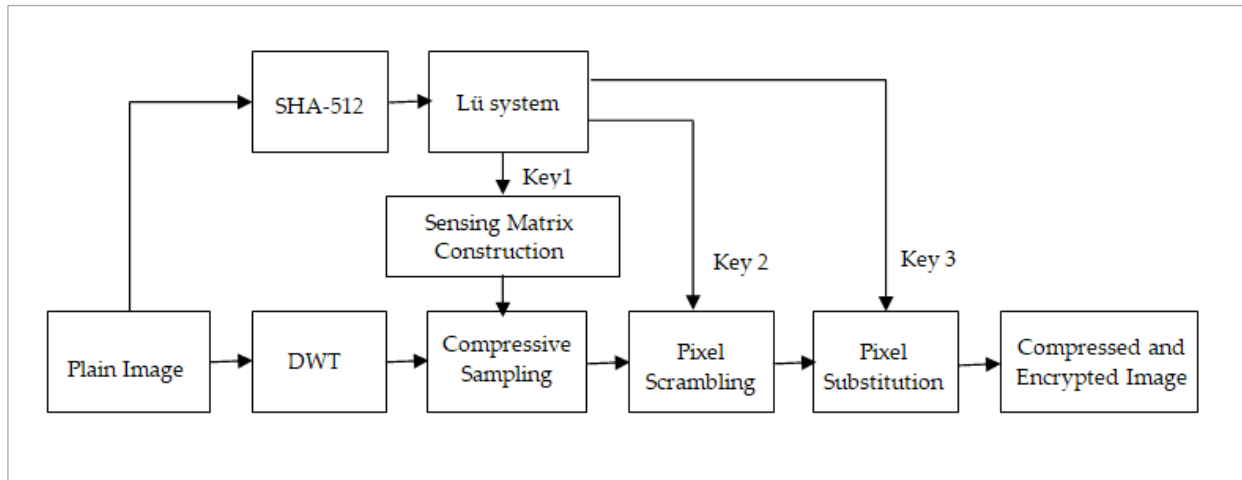 SHA-512
Lü system
Key1
Sensing Matrix
Construction
Key 2
Key 3
Plain Image
DWT
Compressive
Sampling
Pixel
Scrambling
Pixel
Substitution
Compressed and
Encrypted Image